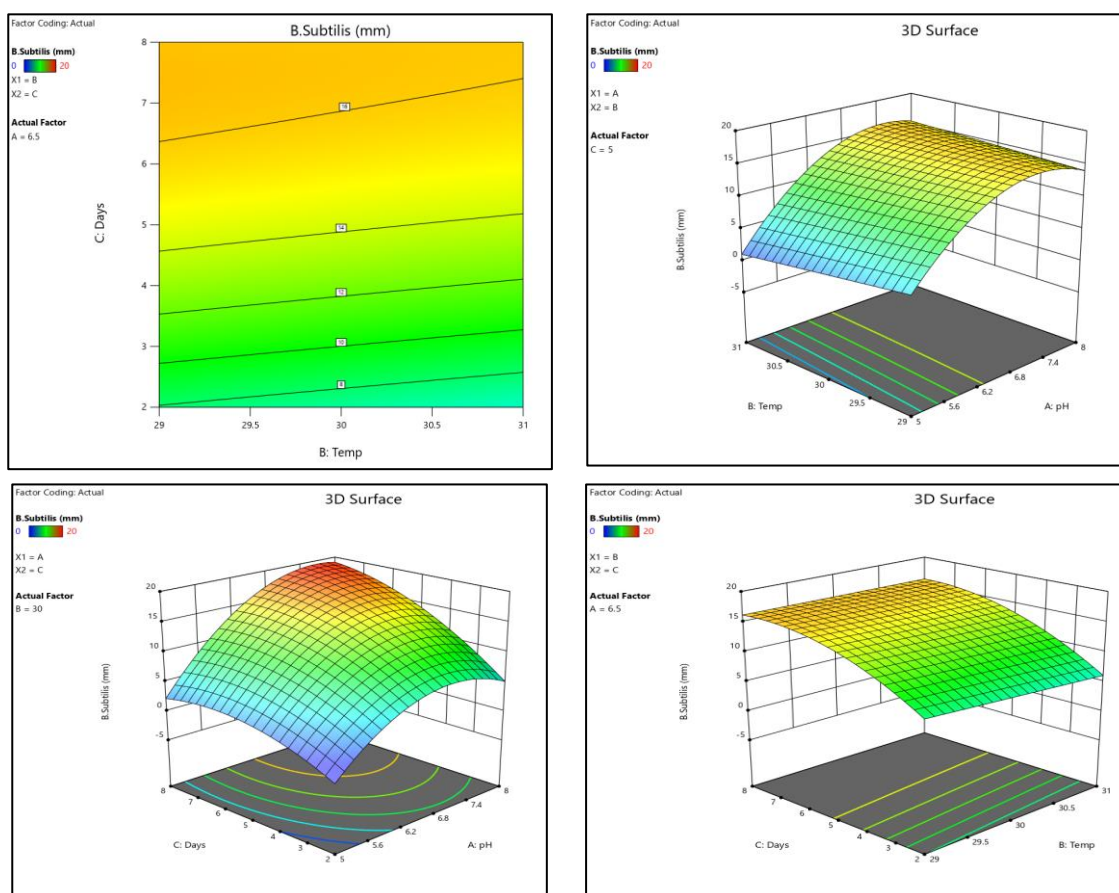 Factor Coding: Actual
B.Subtilis (mm)
B.Subtilis (mm)
0 20
X1 = B
X2 = C
Actual Factor
A = 6.5
8
7
6
5
4
3
2
C: Days
16
14
12
10
8
29 29.5 30 30.5 31
B: Temp
Factor Coding: Actual
3D Surface
B.Subtilis (mm)
0 20
X1 = A
X2 = B
Actual Factor
C = 5
20
15
10
5
0
-5
B.Subtilis (mm)
31
30.5
30
29.5
29
B: Temp
5
5.6
6.2
6.8
7.4
8
A: pH
Factor Coding: Actual
3D Surface
B.Subtilis (mm)
0 20
X1 = A
X2 = C
Actual Factor
B = 30
20
15
10
5
0
-5
B.Subtilis (mm)
8
7
6
5
4
3
2
C: Days
5
5.6
6.2
6.8
7.4
8
A: pH
Factor Coding: Actual
3D Surface
B.Subtilis (mm)
0 20
X1 = B
X2 = C
Actual Factor
A = 6.5
20
15
10
5
0
-5
B.Subtilis (mm)
8
7
6
5
4
3
2
C: Days
29
29.5
30
30.5
31
B: Temp